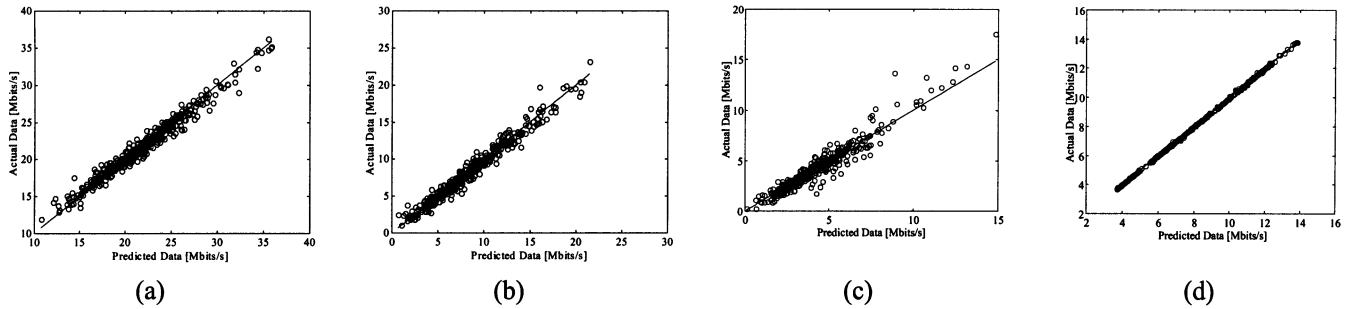 40
35
30
25
20
15
10
10 15 20 25 30 35 40
Actual Data [Mbits/s]
Predicted Data [Mbits/s]
(a)
30
25
20
15
10
5
0
0 5 10 15 20 25 30
Actual Data [Mbits/s]
Predicted Data [Mbits/s]
(b)
20
15
10
5
0
0 5 10 15
Actual Data [Mbits/s]
Predicted Data [Mbits/s]
(c)
16
14
12
10
8
6
4
2
2 4 6 8 10 12 14 16
Actual Data [Mbits/s]
Predicted Data [Mbits/s]
(d)